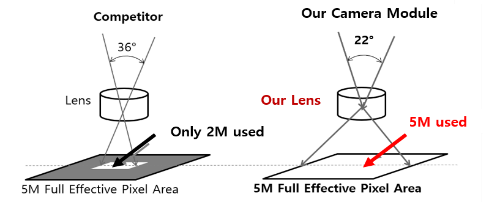 Competitor
36°
Lens
Only 2M used
5M Full Effective Pixel Area
Our Camera Module
22°
Our Lens
5M used
5M Full Effective Pixel Area